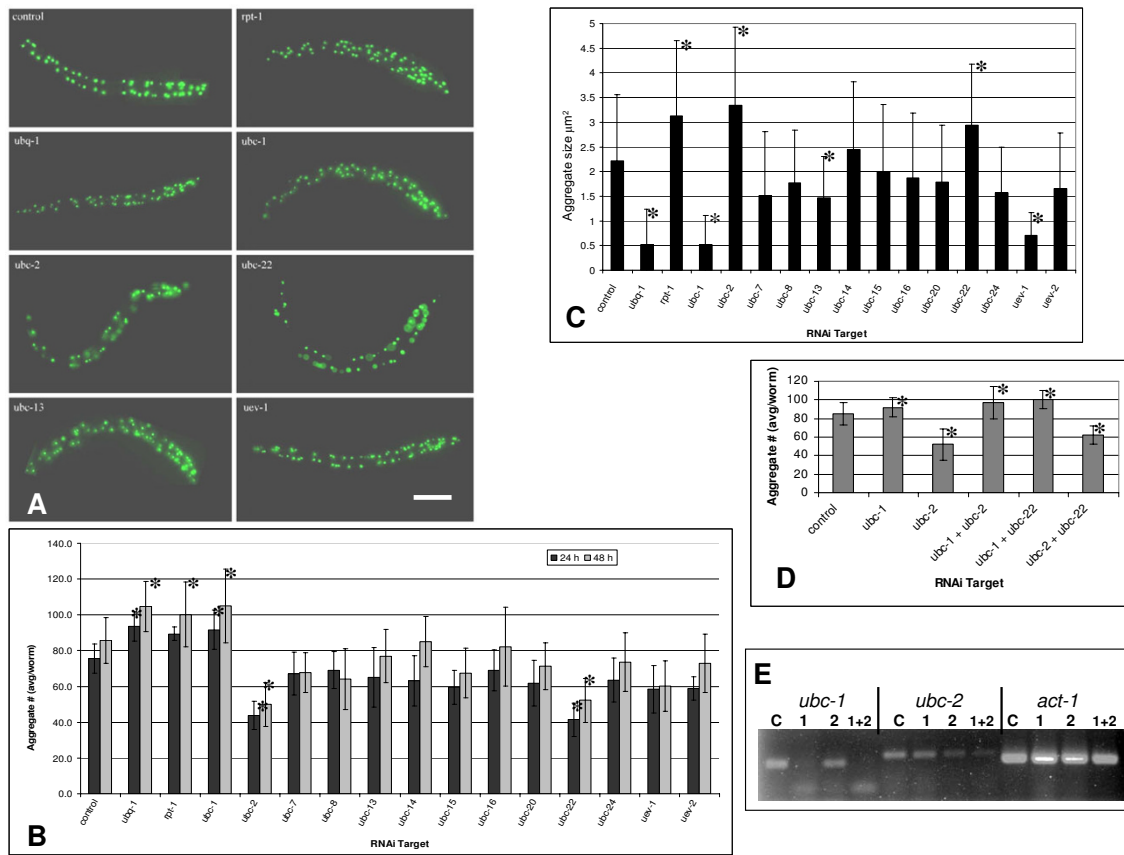 control
rpt-1
ubq-1
ubc-1
ubc-2
ubc-22
ubc-13
uev-1
A
Aggregate size µm²
5
4.5
4
3.5
3
2.5
2
1.5
1
0.5
0
* * * * * * *
control ubq-1 rpt-1 ubc-1 ubc-2 ubc-7 ubc-8 ubc-13 ubc-14 ubc-15 ubc-16 ubc-20 ubc-22 ubc-24 uev-1 uev-2
C
RNAi Target
Aggregate # (avg/worm)
120
100
80
60
40
20
0
* * * * *
control ubc-1 ubc-2 ubc-1 + ubc-2 ubc-1 + ubc-22 ubc-2 + ubc-22
D
RNAi Target
Aggregate # (avg/worm)
140.0
120.0
100.0
80.0
60.0
40.0
20.0
0.0
24 h 48 h
* * * * * * * * *
control ubq-1 rpt-1 ubc-1 ubc-2 ubc-7 ubc-8 ubc-13 ubc-14 ubc-15 ubc-16 ubc-20 ubc-22 ubc-24 uev-1 uev-2
B
RNAi Target
E
ubc-1 ubc-2 act-1
C 1 2 1+2 C 1 2 1+2 C 1 2 1+2